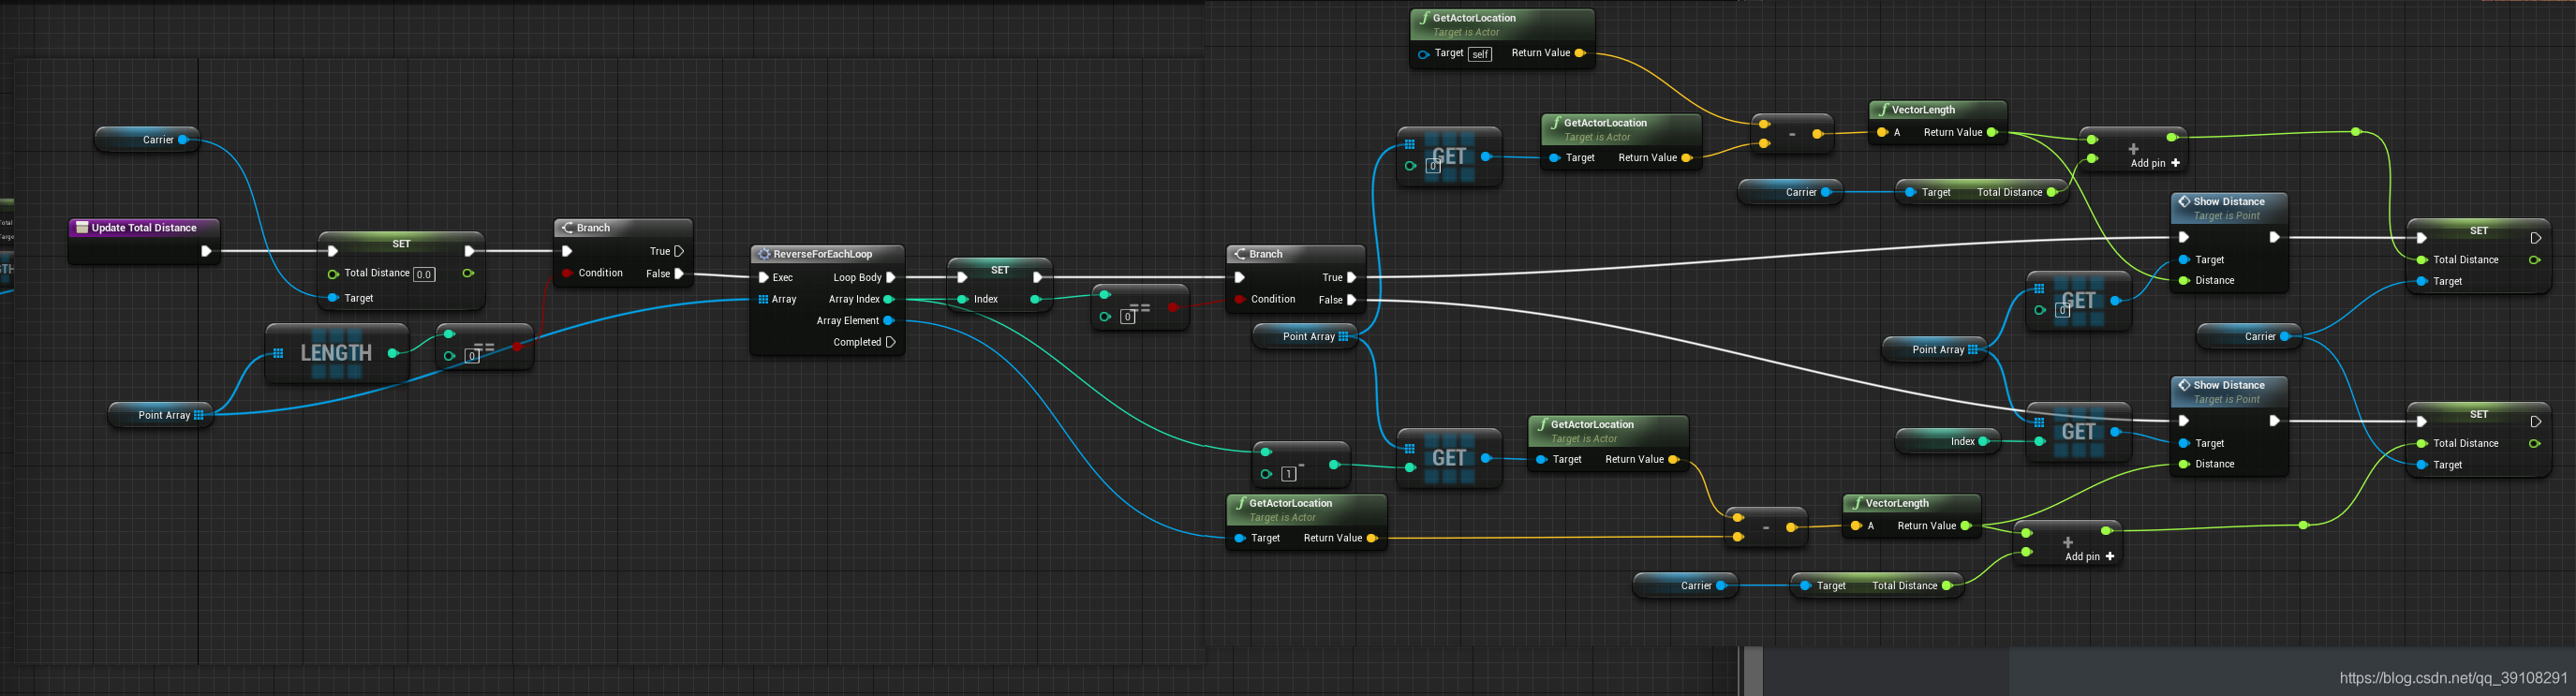 Carrier
Update Total Distance
SET
Total Distance 0.0
Target
LENGTH
0 ==
Point Array
Branch
True
Condition False
ReverseForEachLoop
Exec Loop Body
Array Array Index
Array Element
Completed
SET
Index
0 ==
Branch
True
Condition False
Point Array
GetActorLocation
Target is Actor
Target self Return Value
GET
0
GetActorLocation
Target is Actor
Target Return Value
-
VectorLength
A Return Value
+
Add pin +
Carrier
Target Total Distance
Show Distance
Target is Point
Target
Distance
SET
Total Distance
Target
GET
0
Point Array
Carrier
Show Distance
Target is Point
Target
Distance
SET
Total Distance
Target
GET
Index
-
1
GET
GetActorLocation
Target is Actor
Target Return Value
GetActorLocation
Target is Actor
Target Return Value
-
VectorLength
A Return Value
+
Add pin +
Carrier
Target Total Distance
https://blog.csdn.net/qq_39108291